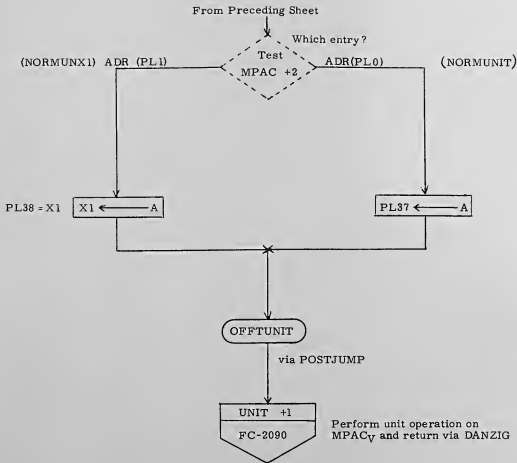 From Preceding Sheet
Which entry?
(NORMUNX1) ADR (PL1)
Test
MPAC +2
ADR(PL0)
(NORMUNIT)
PL38 = X1
X1 ← A
PL37 ← A
OFFTUNIT
via POSTJUMP
UNIT +1
FC-2090
Perform unit operation on
MPACV and return via DANZIG